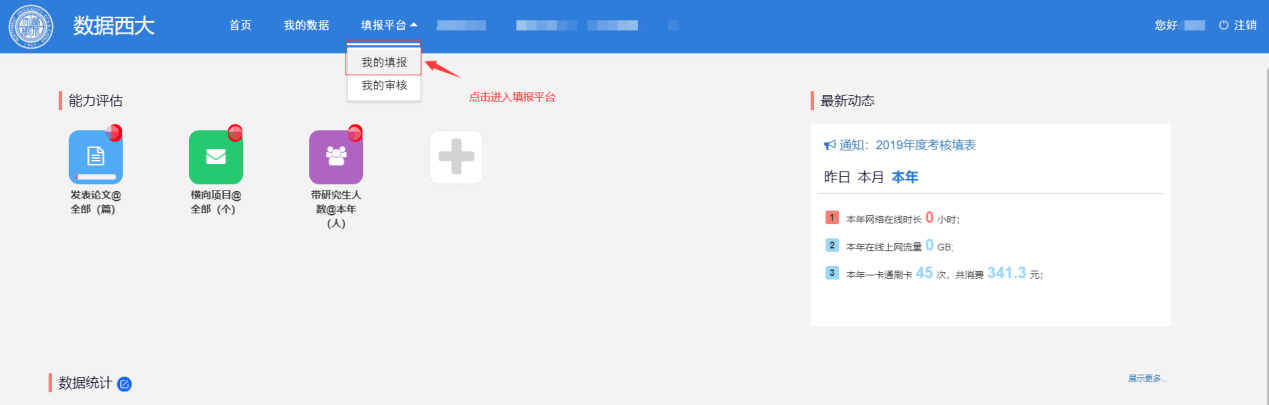 数据西大
首页 我的数据 填报平台
您好 注销
我的填报
我的审核
点击进入填报平台
能力评估
发表论文@
全部（篇）
横向项目@
全部（个）
带研究生人
数@本年
（人）
最新动态
通知：2019年度考核填表
昨日 本月 本年
1 本年网络在线时长 0 小时;
2 本年在线上网流量 0 GB;
3 本年一卡通刷卡 45 次，共消费 341.3 元;
数据统计
展示更多...